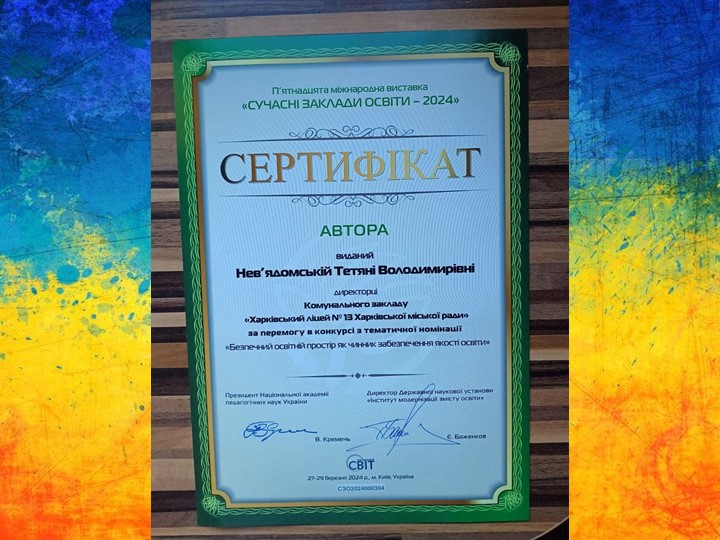 П'ятнадцята міжнародна виставка
«СУЧАСНІ ЗАКЛАДИ ОСВІТИ – 2024»
СЕРТИФІКАТ
АВТОРА
виданий
Нев'ядомській Тетяні Володимирівні
директорці
Комунального закладу
«Харківський ліцей № 13 Харківської міської ради»
за перемогу в конкурсі з тематичної номінації
«Безпечний освітній простір як чинник забезпечення якості освіти»
Президент Національної академії
педагогічних наук України
В. Кремень
Директор Державної наукової установи
«Інститут модернізації змісту освіти»
Є. Баженков
СВІТ
27-29 березня 2024 р., м. Київ, Україна
СЗО2024000394